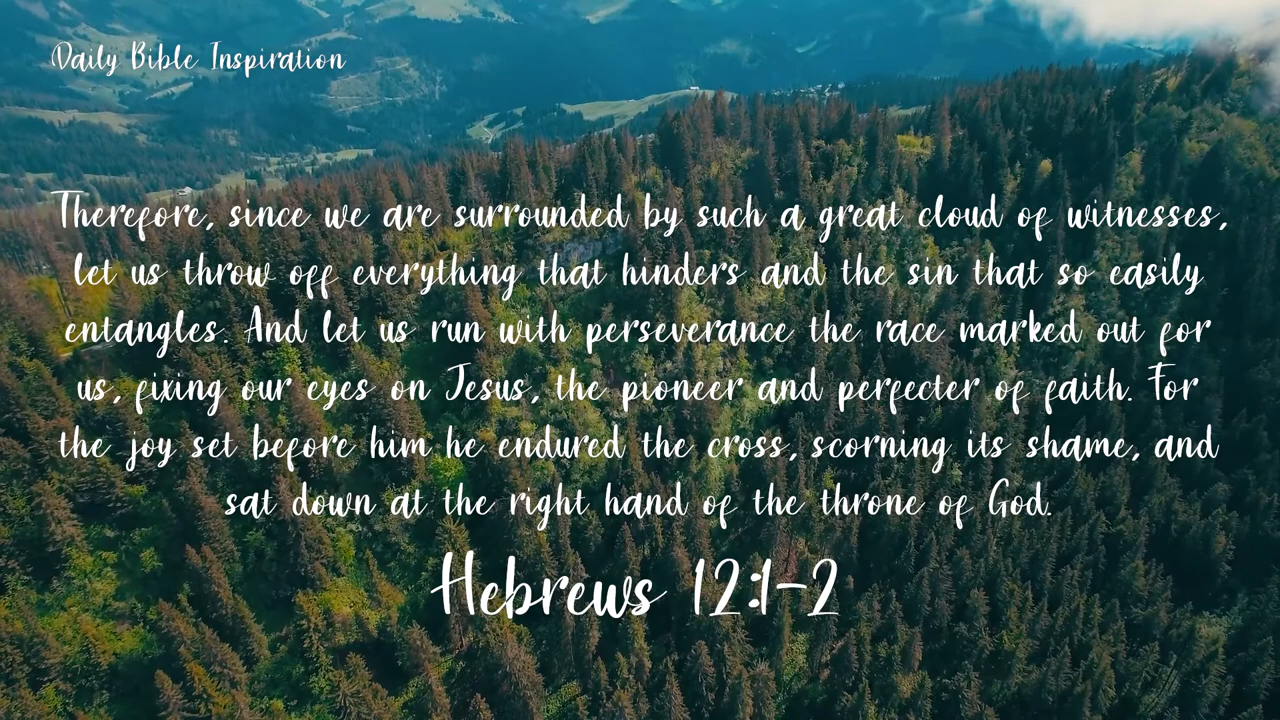 Daily Bible Inspiration
Therefore, since we are surrounded by such a great cloud of witnesses,
let us throw off everything that hinders and the sin that so easily
entangles. And let us run with perseverance the race marked out for
us, fixing our eyes on Jesus, the pioneer and perfecter of faith. For
the joy set before him he endured the cross, scorning its shame, and
sat down at the right hand of the throne of God.
Hebrews 12:1-2